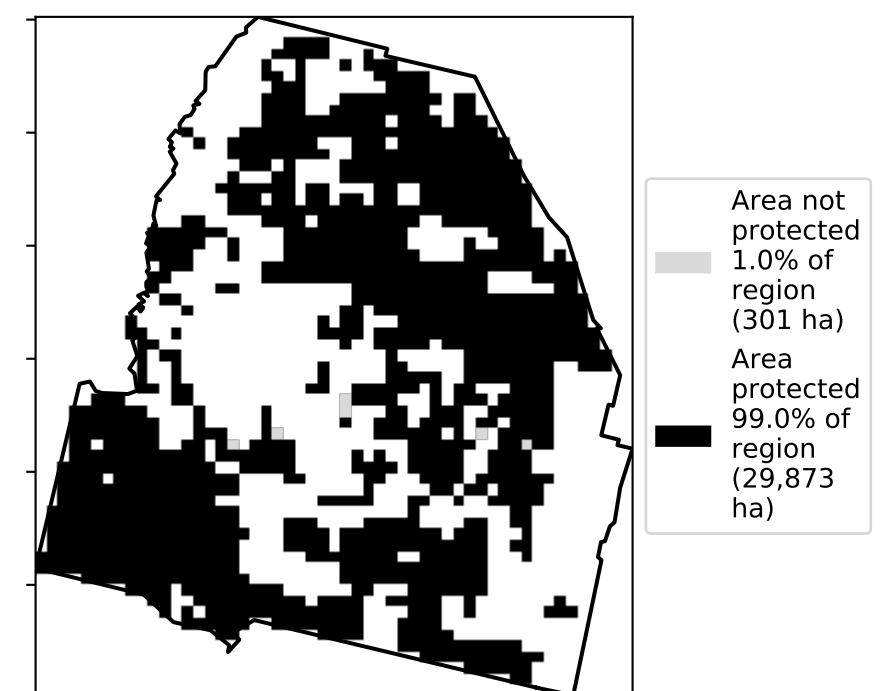 Area not
protected
1.0% of
region
(301 ha)
Area
protected
99.0% of
region
(29,873
ha)